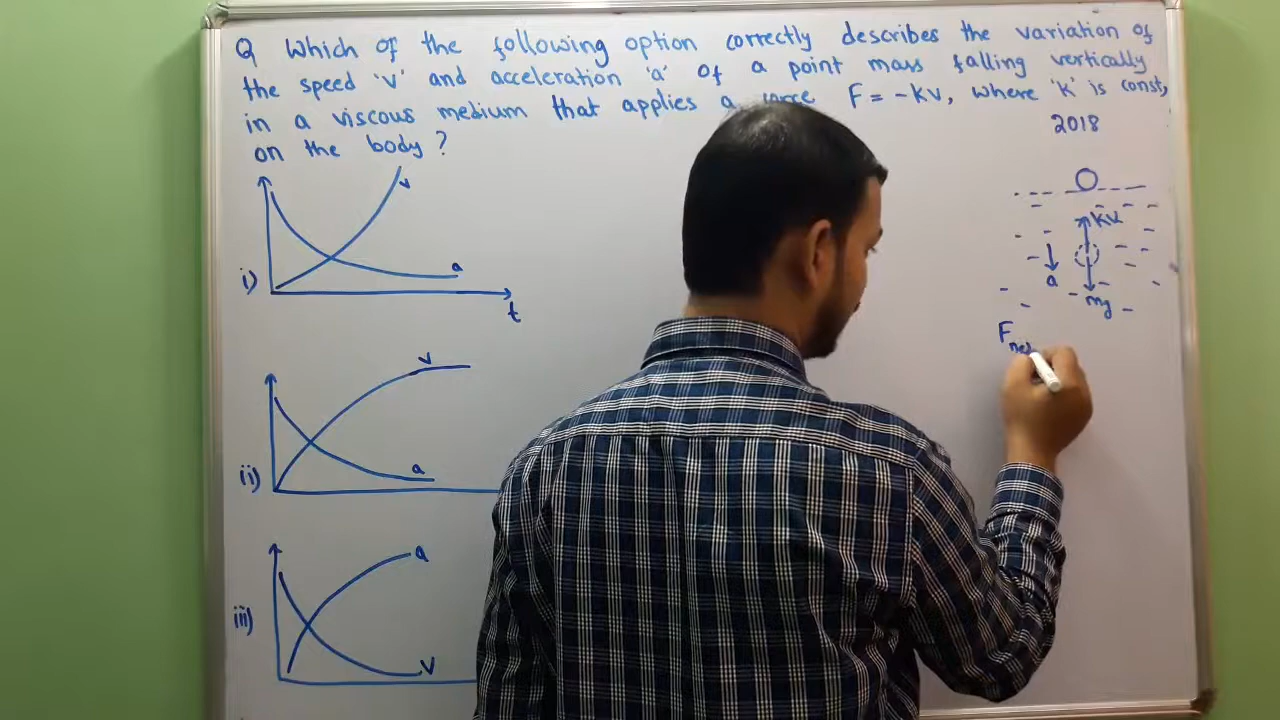 Q Which of the following option correctly describes the variation of
the speed 'v' and acceleration 'a' of a point mass falling vertically
in a viscous medium that applies a F = -KV, where 'K' is const,
on the body ?
2018
i)
v
a
t
ii)
v
a
iii)
a
V
kv
a
mg
F